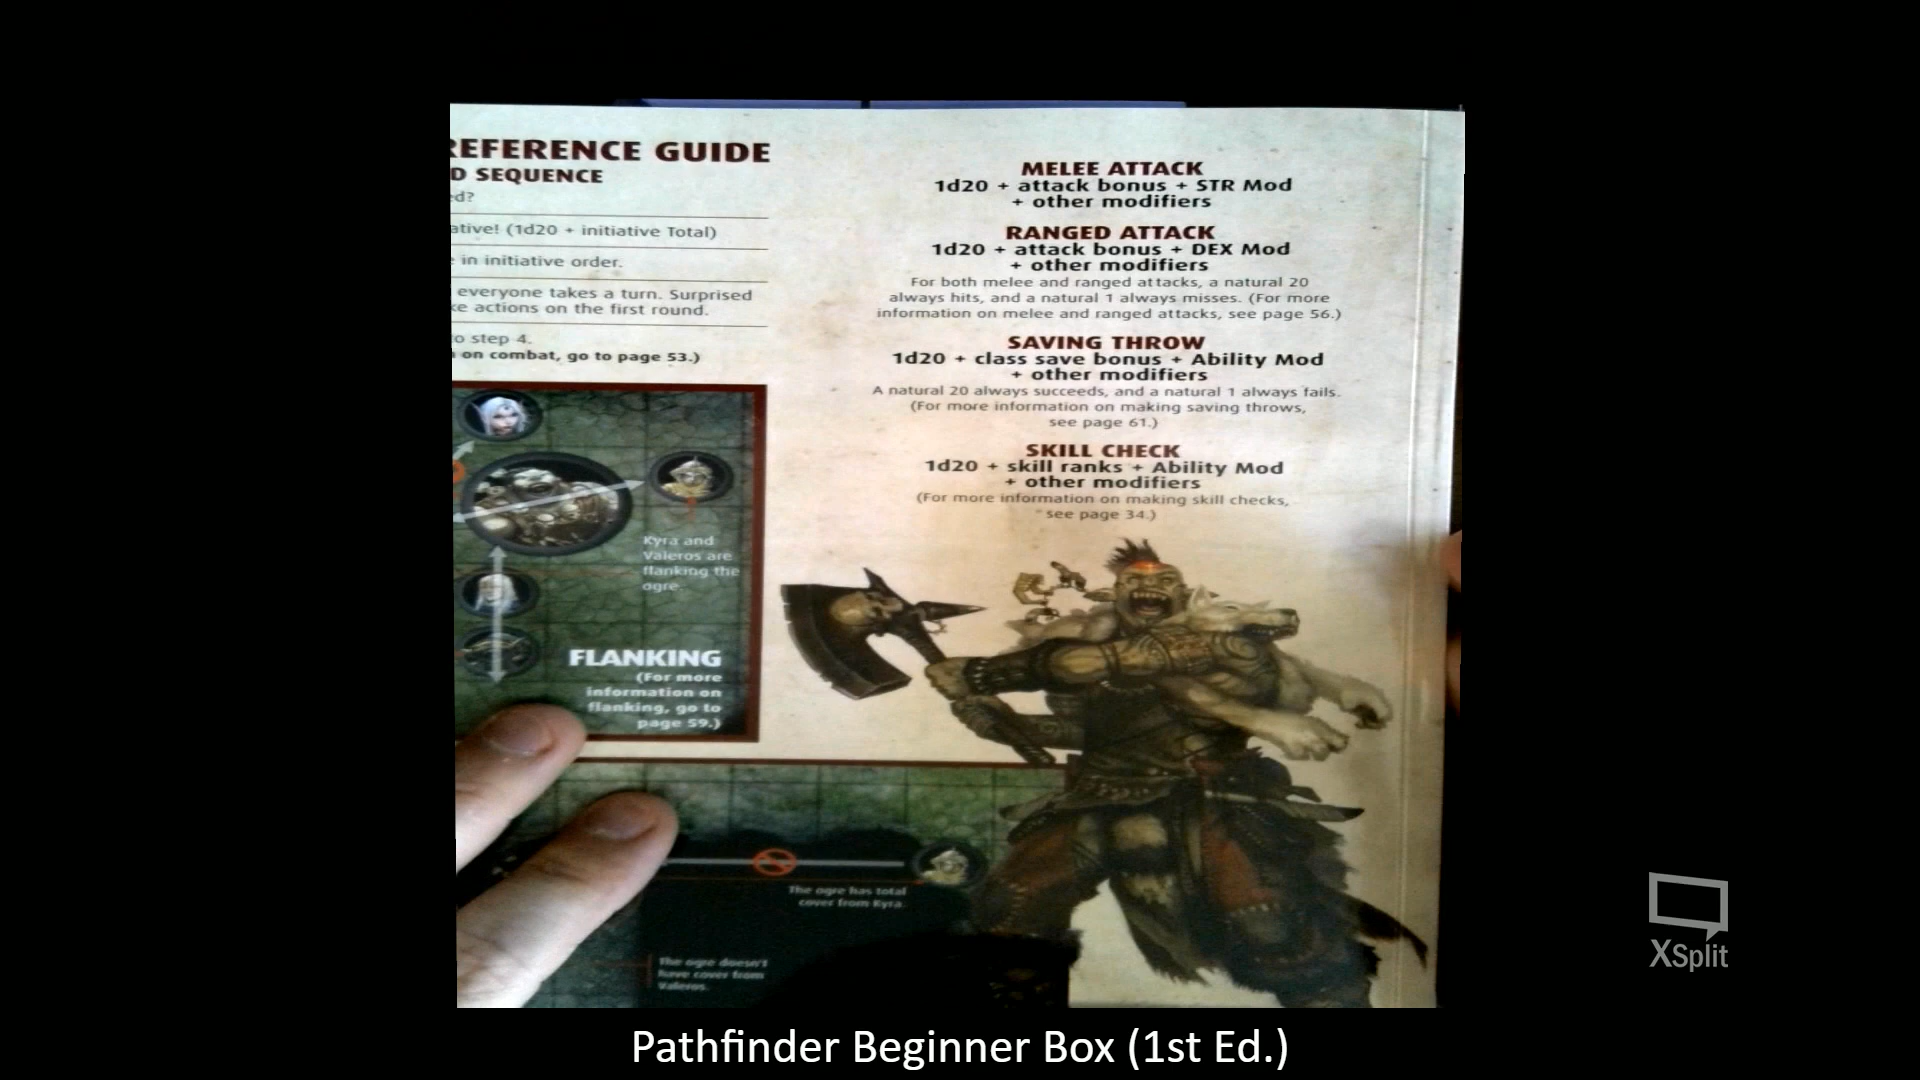 REFERENCE GUIDE
D SEQUENCE
ed?
ative! (1d20 + initiative Total)
in initiative order.
everyone takes a turn. Surprised
ke actions on the first round.
o step 4.
on combat, go to page 53.)
Kyra and
Valeros are
flanking the
ogre.
FLANKING
(For more
information on
flanking, go to
page 59.)
The ogre has total
cover from Kyra.
The ogre doesn't
have cover from
Valeros.
MELEE ATTACK
1d20 + attack bonus + STR Mod
+ other modifiers
RANGED ATTACK
1d20 + attack bonus + DEX Mod
+ other modifiers
For both melee and ranged attacks, a natural 20
always hits, and a natural 1 always misses. (For more
information on melee and ranged attacks, see page 56.)
SAVING THROW
1d20 + class save bonus + Ability Mod
+ other modifiers
A natural 20 always succeeds, and a natural 1 always fails.
(For more information on making saving throws,
see page 61.)
SKILL CHECK
1d20 + skill ranks + Ability Mod
+ other modifiers
(For more information on making skill checks,
see page 34.)
XSplit
Pathfinder Beginner Box (1st Ed.)